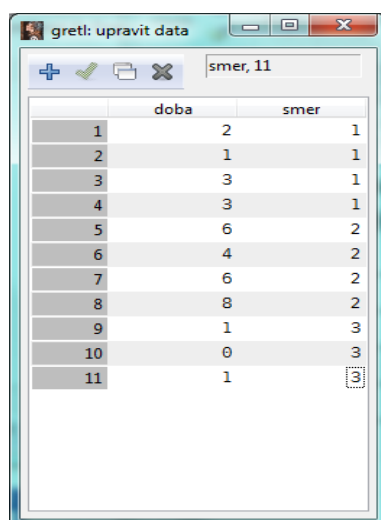 gretl: upravit data
smer, 11
doba smer
1 2 1
2 1 1
3 3 1
4 3 1
5 6 2
6 4 2
7 6 2
8 8 2
9 1 3
10 0 3
11 1 3